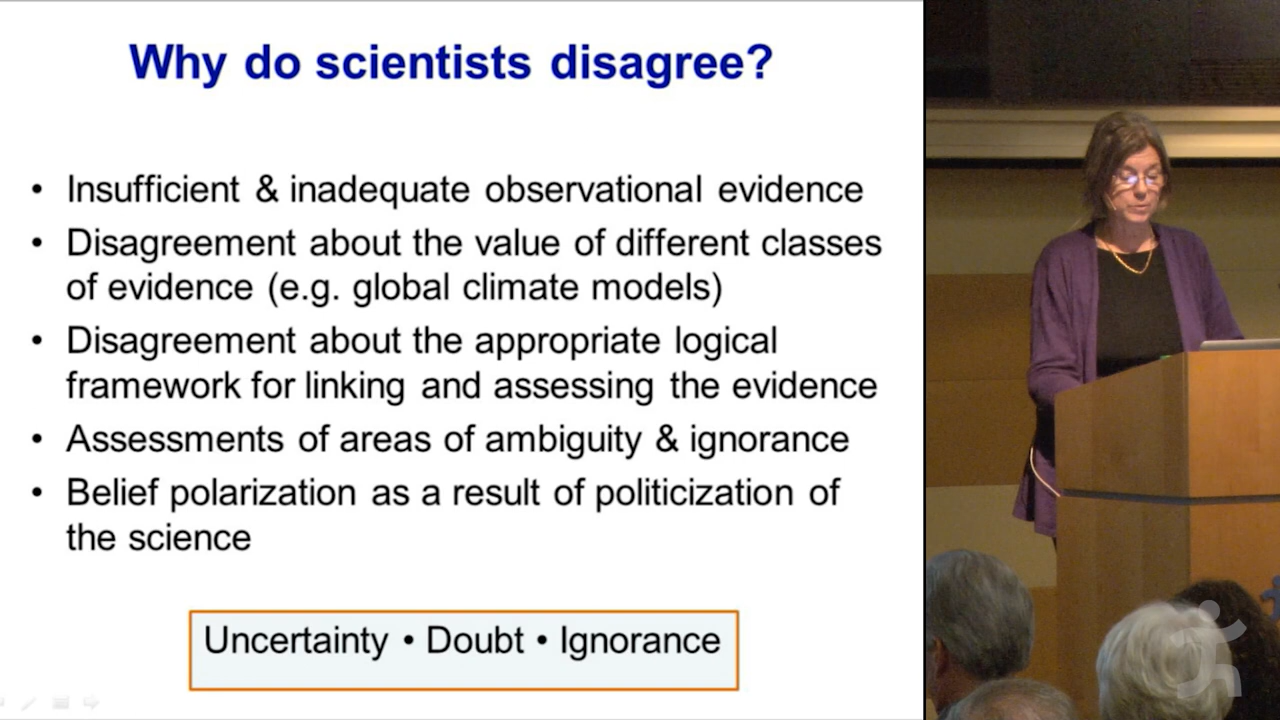 Why do scientists disagree?
• Insufficient & inadequate observational evidence
• Disagreement about the value of different classes
of evidence (e.g. global climate models)
• Disagreement about the appropriate logical
framework for linking and assessing the evidence
• Assessments of areas of ambiguity & ignorance
• Belief polarization as a result of politicization of
the science
Uncertainty • Doubt • Ignorance